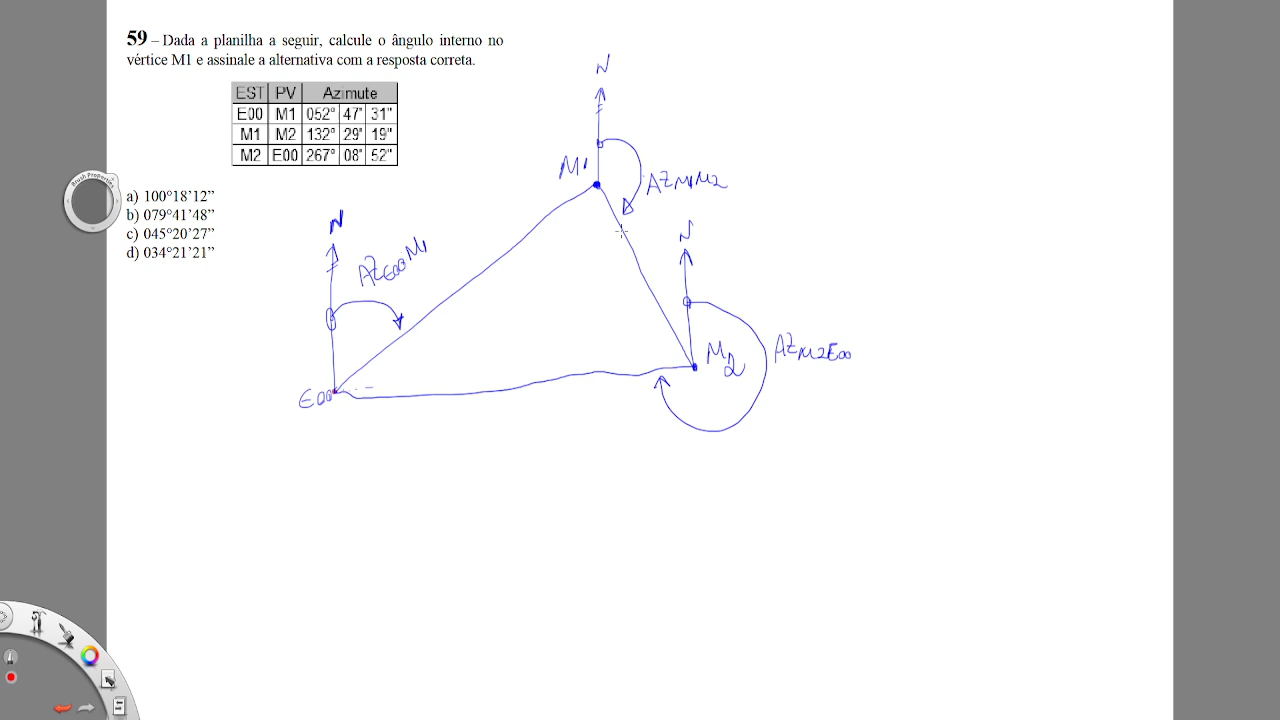 59 – Dada a planilha a seguir, calcule o ângulo interno no
vértice M1 e assinale a alternativa com a resposta correta.
EST PV Azimute
E00 M1 052° 47' 31"
M1 M2 132° 29' 19"
M2 E00 267° 08' 52"
a) 100°18’12”
b) 079°41’48”
c) 045°20’27”
d) 034°21’21”
Brush Properties
N
M1
AZM1M2
N
AZE00M1
N
M2
AZM2E00
E00